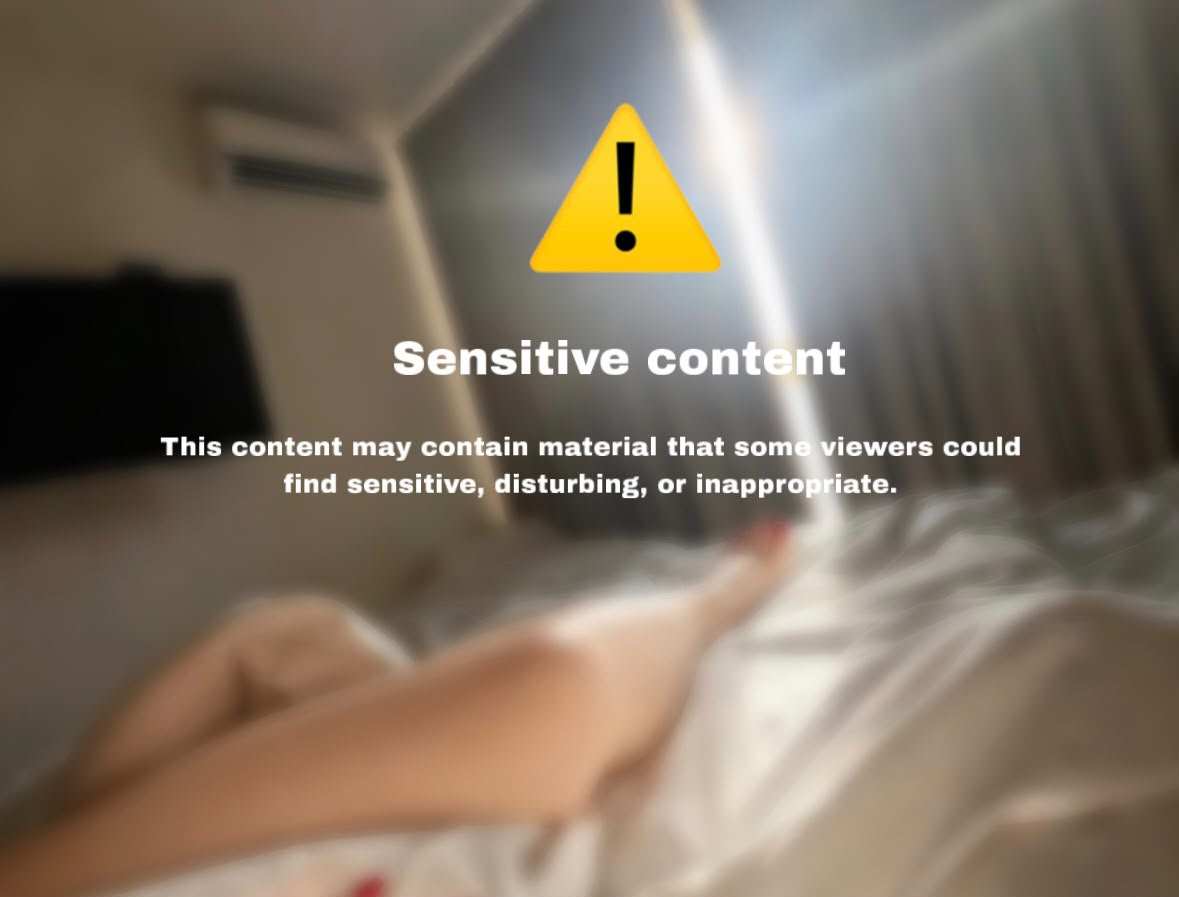 Sensitive content
This content may contain material that some viewers could
find sensitive, disturbing, or inappropriate.